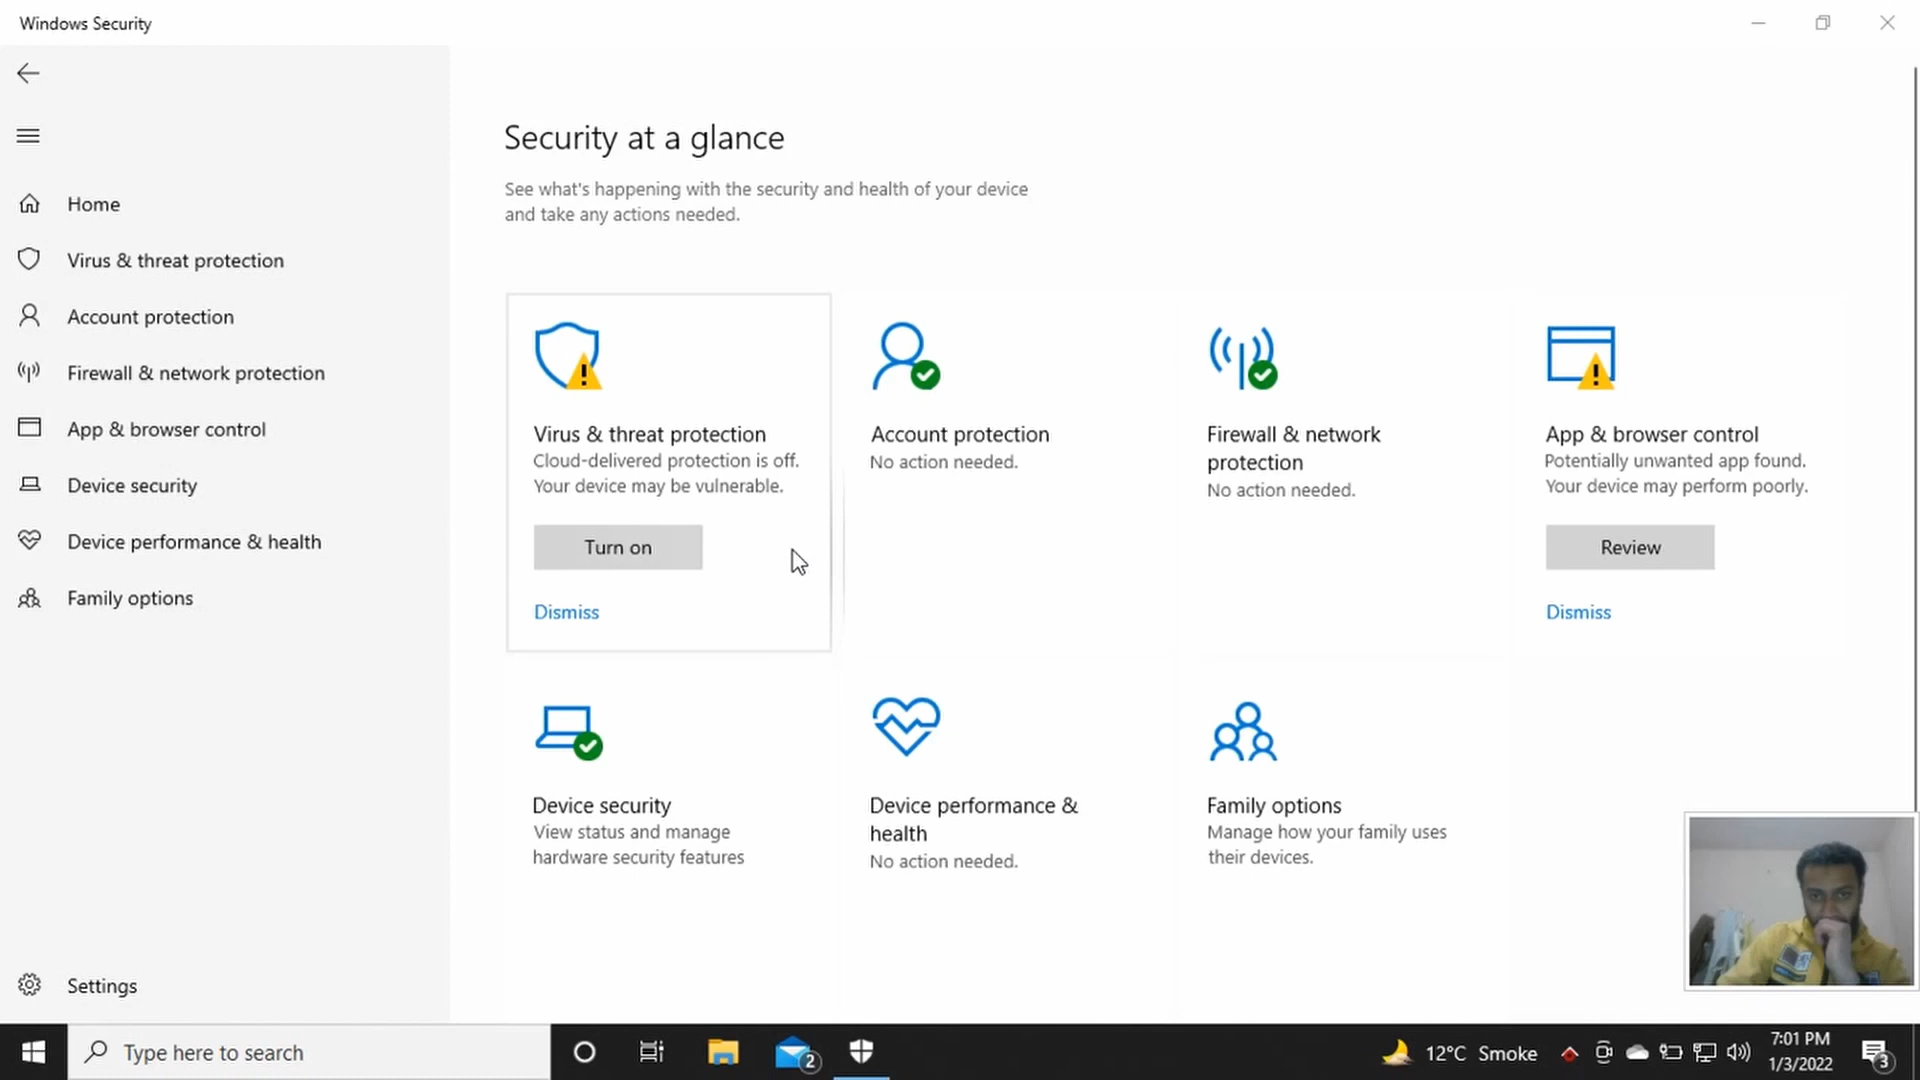 Windows Security
Home
Virus & threat protection
Account protection
Firewall & network protection
App & browser control
Device security
Device performance & health
Family options
Settings
Security at a glance
See what's happening with the security and health of your device
and take any actions needed.
Virus & threat protection
Cloud-delivered protection is off.
Your device may be vulnerable.
Turn on
Dismiss
Account protection
No action needed.
Firewall & network
protection
No action needed.
App & browser control
Potentially unwanted app found.
Your device may perform poorly.
Review
Dismiss
Device security
View status and manage
hardware security features
Device performance &
health
No action needed.
Family options
Manage how your family uses
their devices.
Type here to search
2
12°C Smoke
7:01 PM
1/3/2022
3